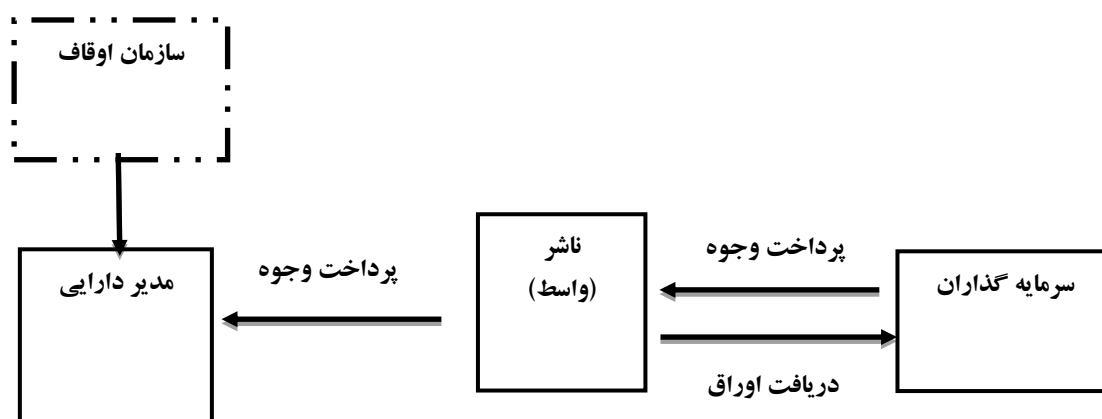 سازمان اوقاف
سرمایه گذاران
پرداخت وجوه
دریافت اوراق
ناشر
(واسط)
پرداخت وجوه
مدیر دارایی